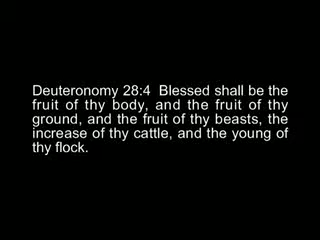 Deuteronomy 28:4  Blessed shall be the
fruit of thy body, and the fruit of thy
ground, and the fruit of thy beasts, the
increase of thy cattle, and the young of
thy flock.